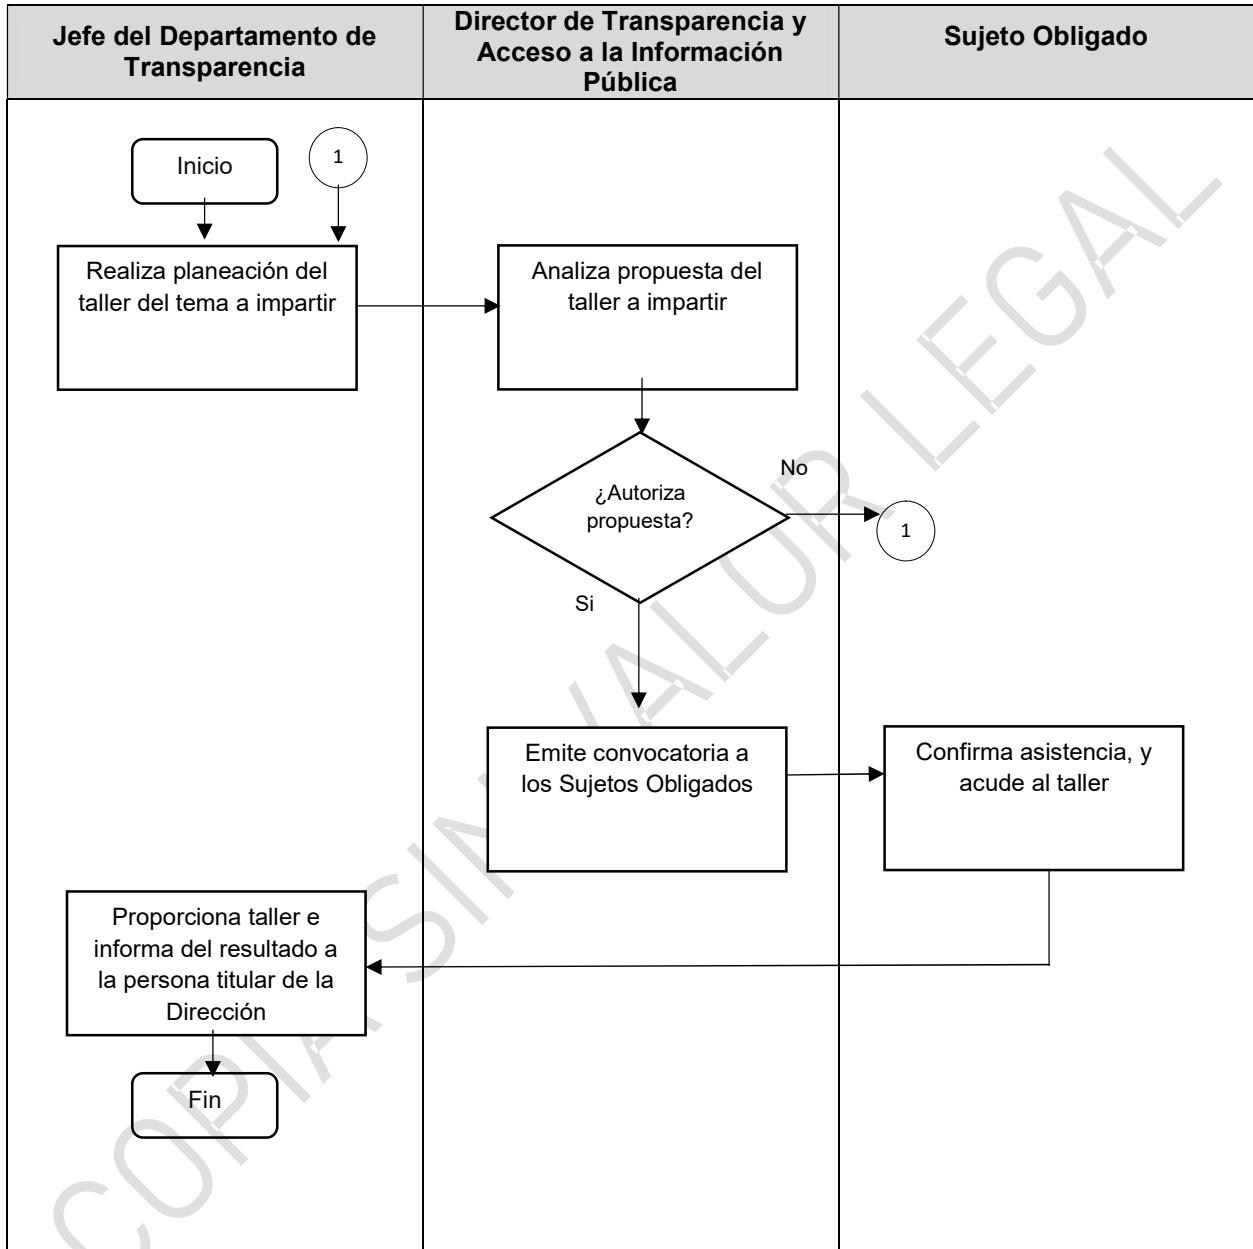 Jefe del Departamento de
Transparencia
Director de Transparencia y
Acceso a la Información
Pública
Sujeto Obligado
Inicio
1
Realiza planeación del
taller del tema a impartir
Analiza propuesta del
taller a impartir
¿Autoriza
propuesta?
No
1
Si
Emite convocatoria a
los Sujetos Obligados
Confirma asistencia, y
acude al taller
Proporciona taller e
informa del resultado a
la persona titular de la
Dirección
Fin
COPIA SIN VALOR LEGAL